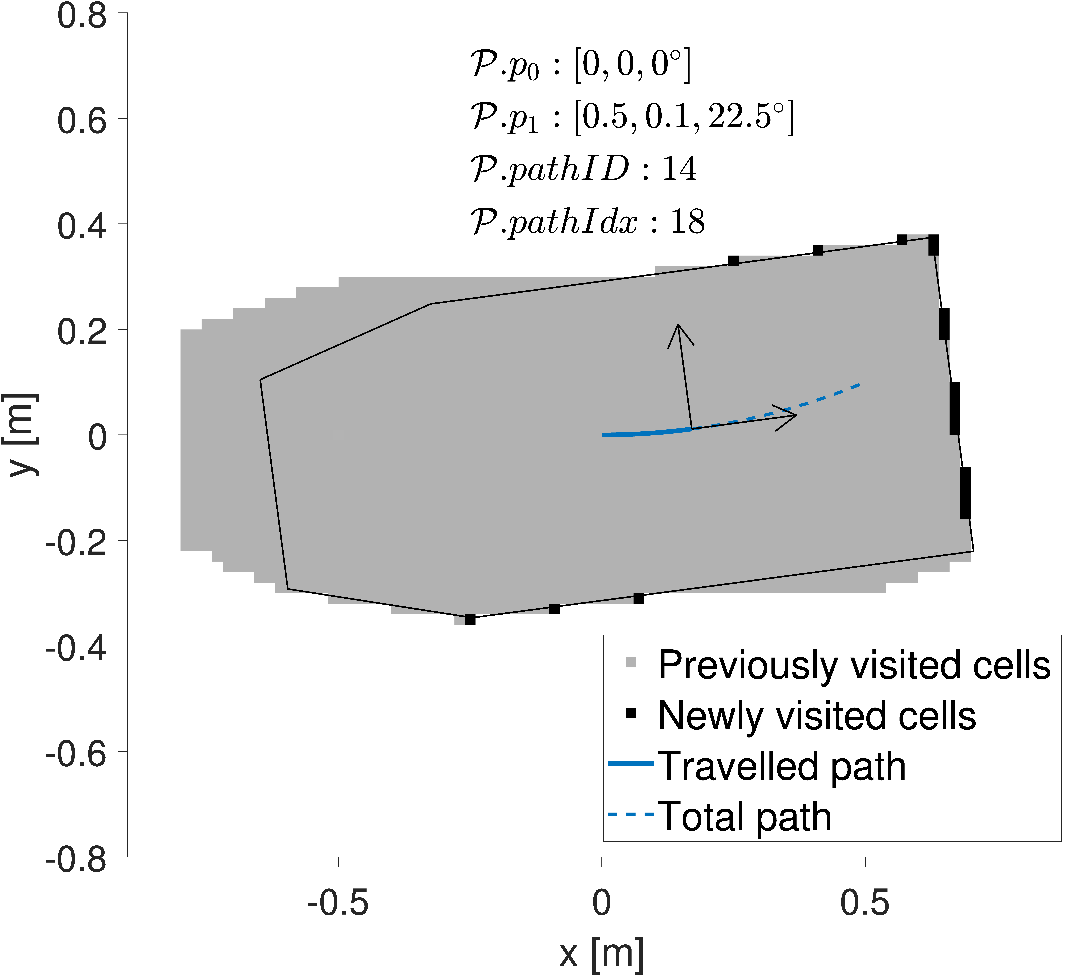 0.8
0.6
0.4
0.2
0
-0.2
-0.4
-0.6
-0.8
y [m]
𝒫.p₀ : [0, 0, 0°]
𝒫.p₁ : [0.5, 0.1, 22.5°]
𝒫.pathID : 14
𝒫.pathIdx : 18
Previously visited cells
Newly visited cells
Travelled path
Total path
-0.5 0 0.5
x [m]